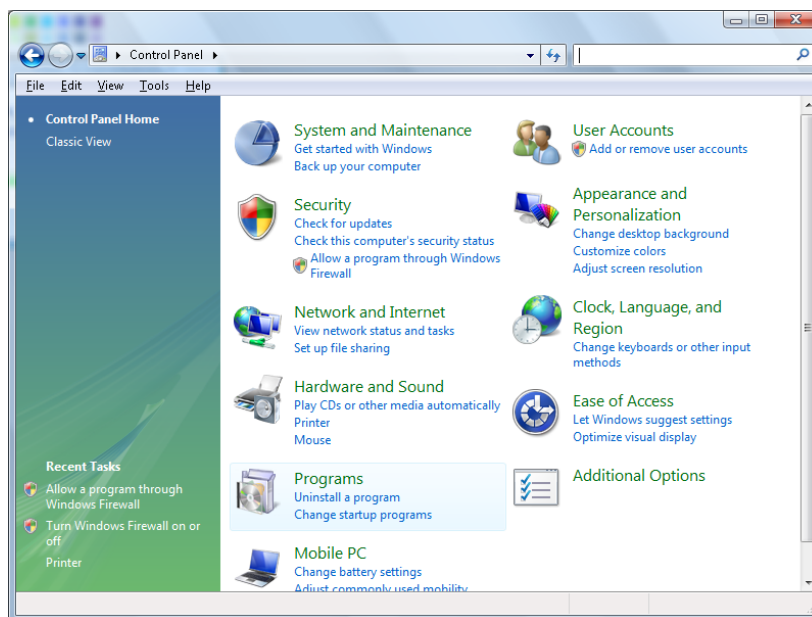 Control Panel
File Edit View Tools Help
Control Panel Home
Classic View
Recent Tasks
Allow a program through
Windows Firewall
Turn Windows Firewall on or
off
Printer
System and Maintenance
Get started with Windows
Back up your computer
Security
Check for updates
Check this computer's security status
Allow a program through Windows
Firewall
Network and Internet
View network status and tasks
Set up file sharing
Hardware and Sound
Play CDs or other media automatically
Printer
Mouse
Programs
Uninstall a program
Change startup programs
Mobile PC
Change battery settings
Adjust commonly used mobility
User Accounts
Add or remove user accounts
Appearance and
Personalization
Change desktop background
Customize colors
Adjust screen resolution
Clock, Language, and
Region
Change keyboards or other input
methods
Ease of Access
Let Windows suggest settings
Optimize visual display
Additional Options